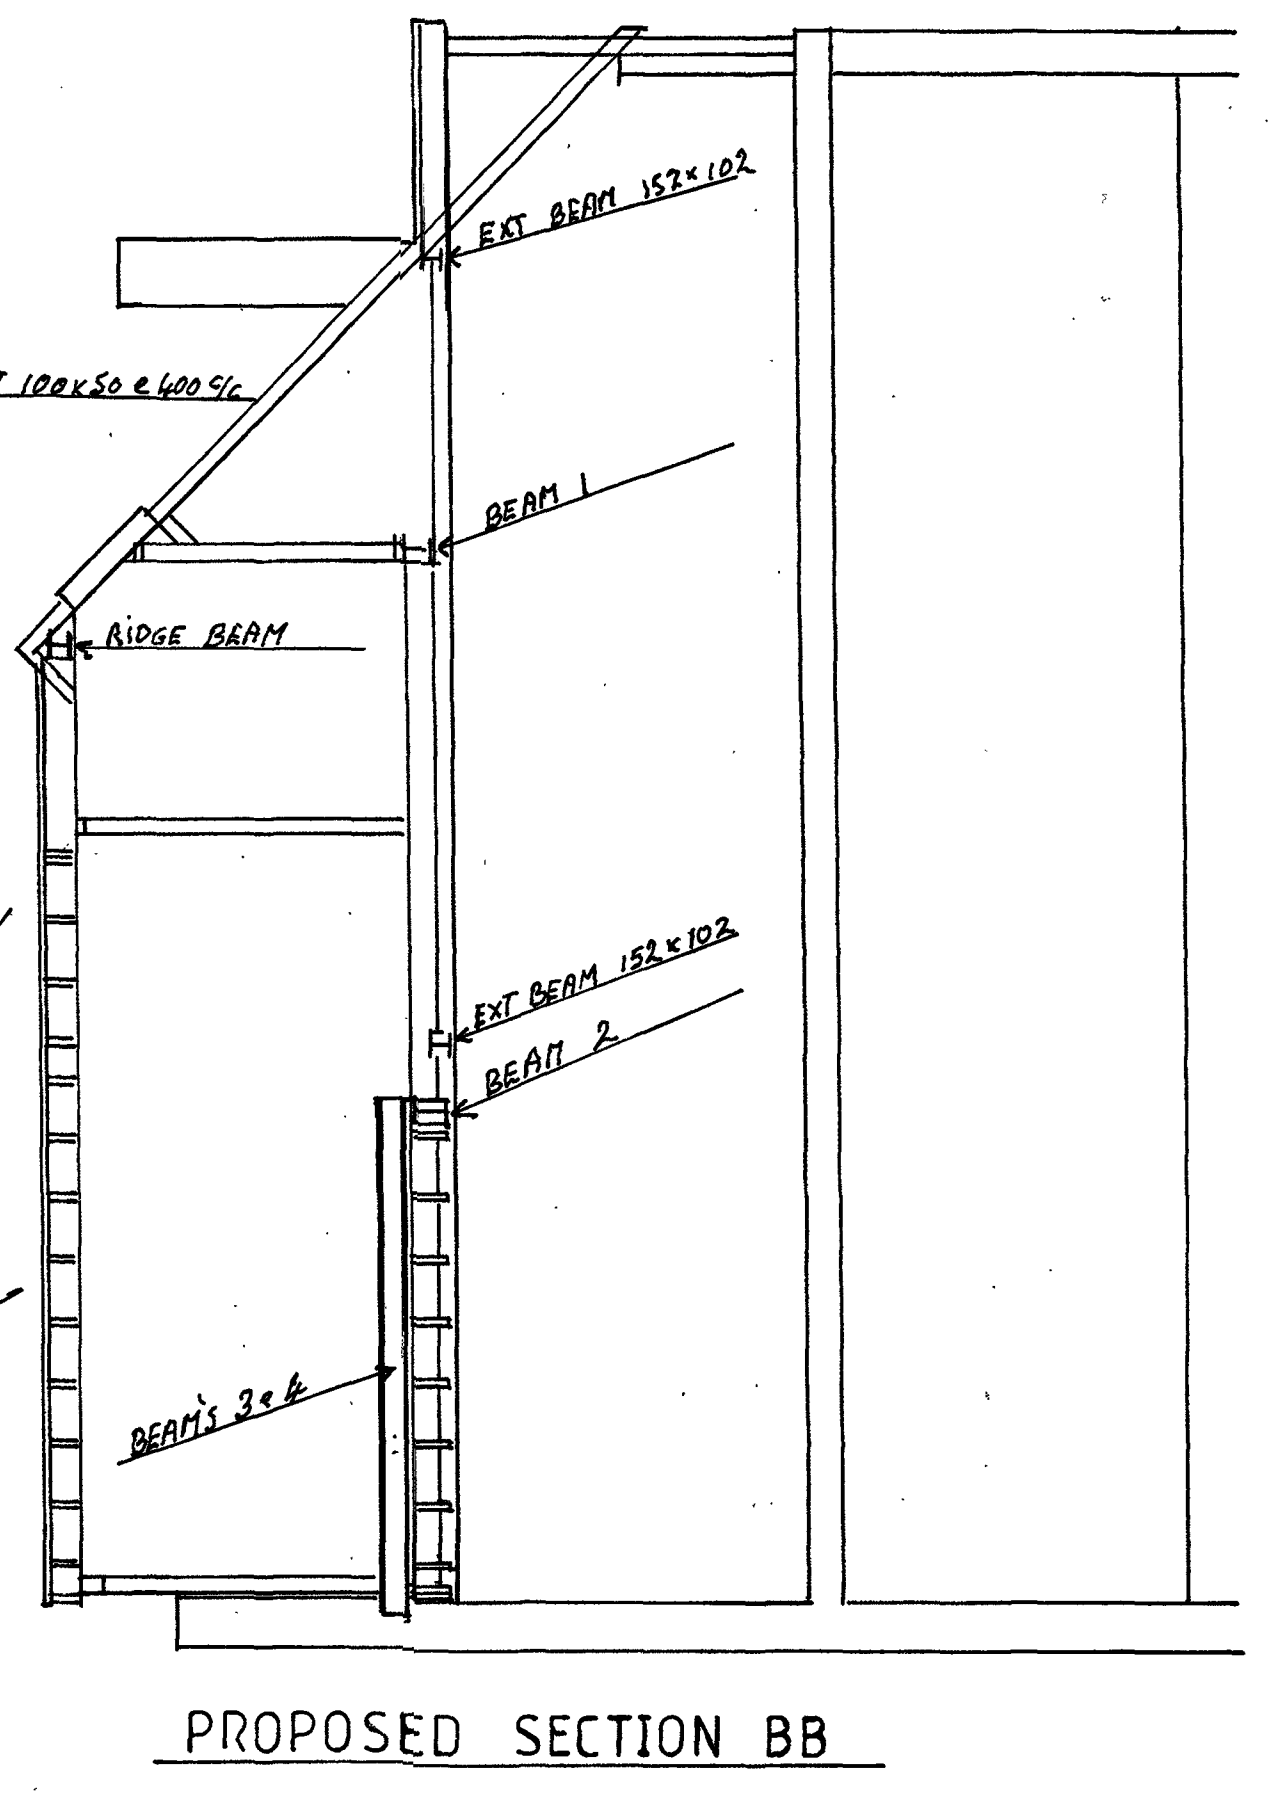 EXT BEAM 152x102
100x50 e 400 c/c
BEAM 1
RiDGE BEAM
EXT BEAM 152x102
BEAM 2
BEAM'S 3 e 4
PROPOSED SECTION BB